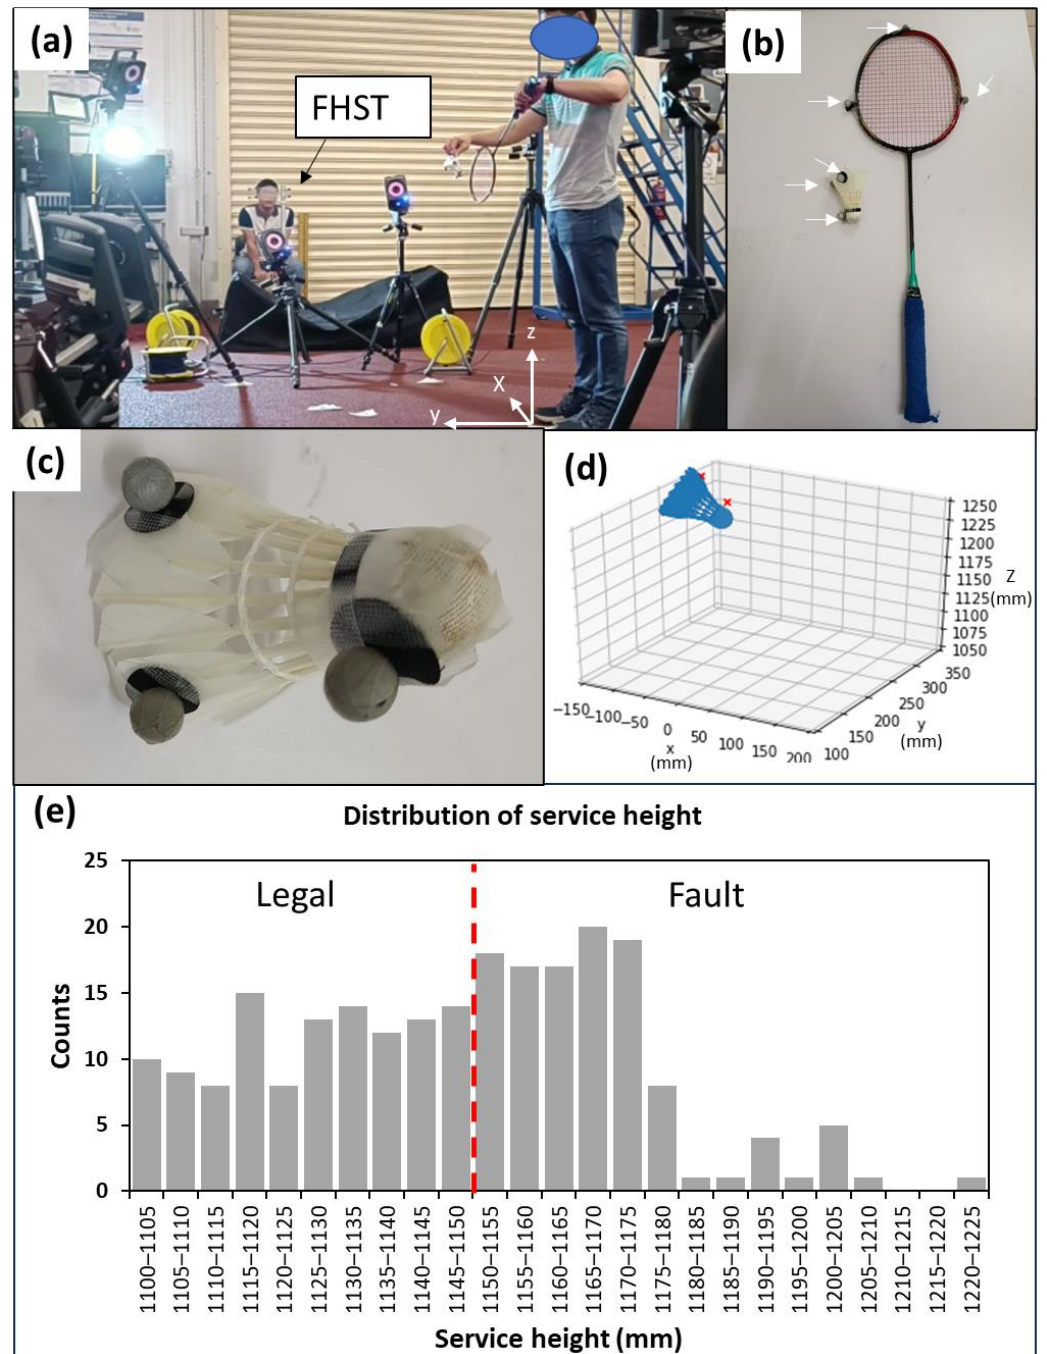 (a)
FHST
z
X
y
(b)
(c)
(d)
1250
1225
1200
1175
1150
1125
1100
1075
1050
Z
(mm)
350
300
250
200
150
100
y
(mm)
−150
−100
−50
0
50
100
150
200
x
(mm)
(e)
Distribution of service height
25
20
15
10
5
0
Counts
Legal
Fault
1100–1105
1105–1110
1110–1115
1115–1120
1120–1125
1125–1130
1130–1135
1135–1140
1140–1145
1145–1150
1150–1155
1155–1160
1160–1165
1165–1170
1170–1175
1175–1180
1180–1185
1185–1190
1190–1195
1195–1200
1200–1205
1205–1210
1210–1215
1215–1220
1220–1225
Service height (mm)